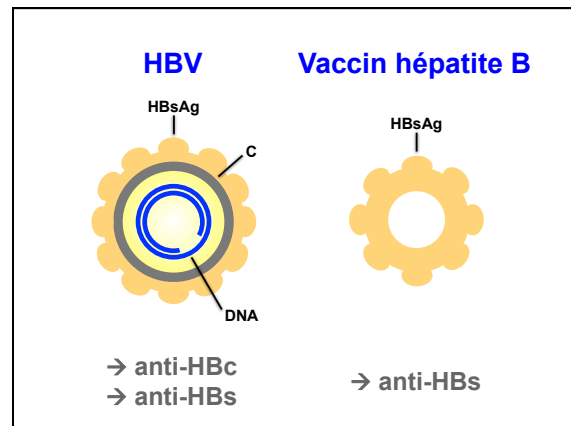 HBV
Vaccin hépatite B
HBsAg
C
DNA
HBsAg
→ anti-HBc
→ anti-HBs
→ anti-HBs